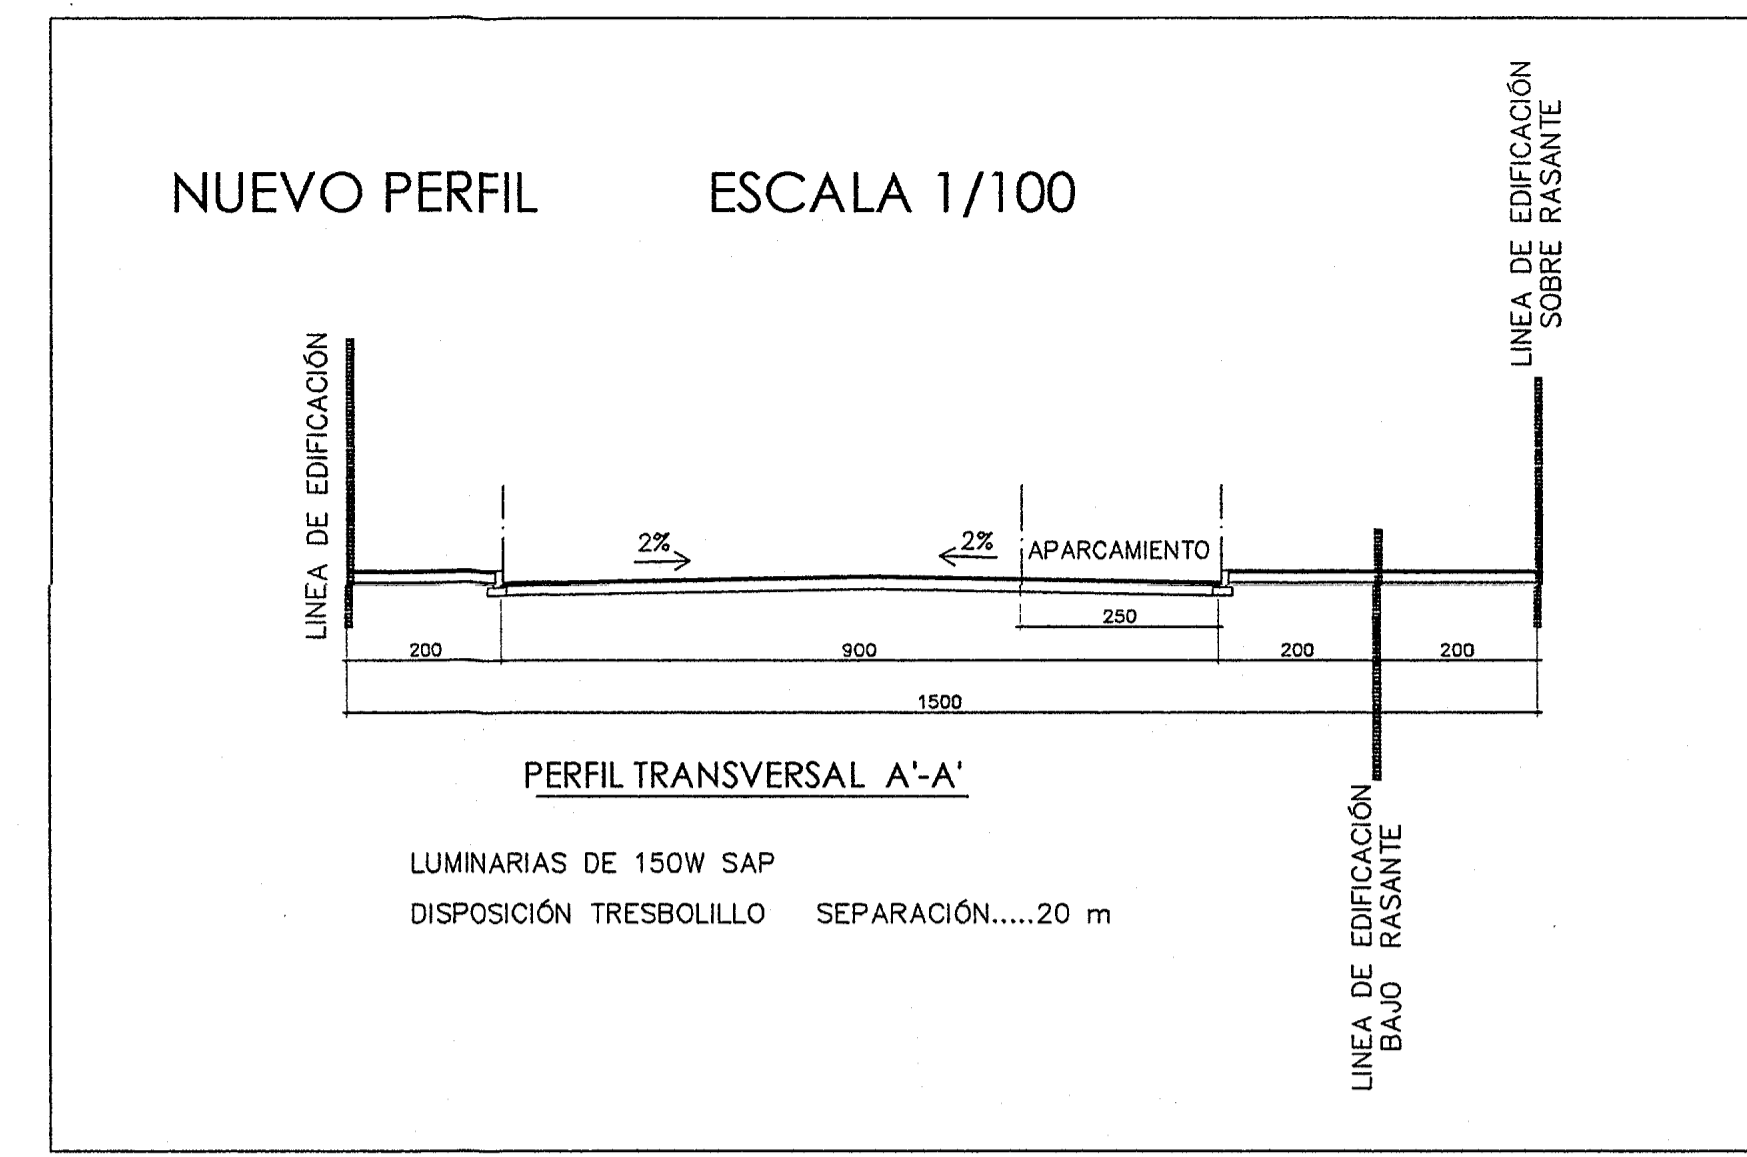 NUEVO PERFIL ESCALA 1/100
LINEA DE EDIFICACIÓN
SOBRE RASANTE
LINEA DE EDIFICACIÓN
2%
2%
APARCAMIENTO
250
200
900
200
200
1500
PERFIL TRANSVERSAL A'-A'
LUMINARIAS DE 150W SAP
DISPOSICIÓN TRESBOLILLO SEPARACIÓN.....20 m
LINEA DE EDIFICACIÓN
BAJO RASANTE